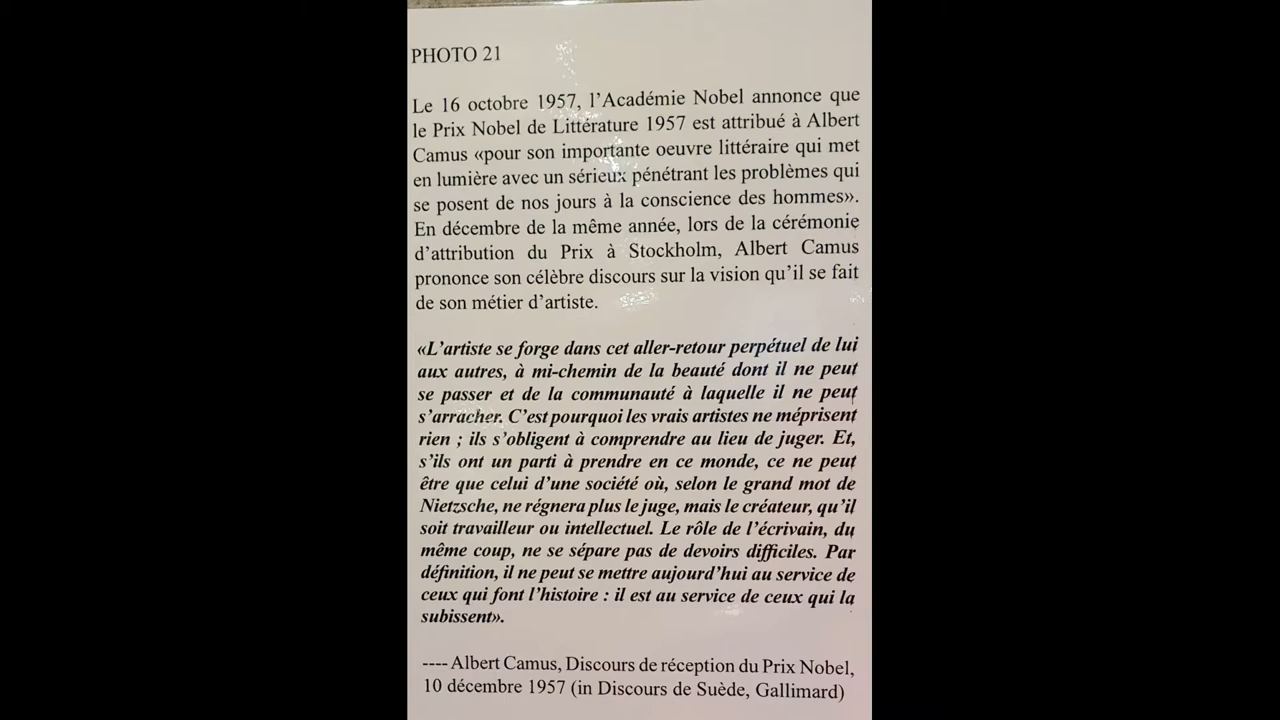 PHOTO 21
Le 16 octobre 1957, l’Académie Nobel annonce que
le Prix Nobel de Littérature 1957 est attribué à Albert
Camus «pour son importante oeuvre littéraire qui met
en lumière avec un sérieux pénétrant les problèmes qui
se posent de nos jours à la conscience des hommes».
En décembre de la même année, lors de la cérémonie
d’attribution du Prix à Stockholm, Albert Camus
prononce son célèbre discours sur la vision qu’il se fait
de son métier d’artiste.
«L’artiste se forge dans cet aller-retour perpétuel de lui
aux autres, à mi-chemin de la beauté dont il ne peut
se passer et de la communauté à laquelle il ne peut
s’arracher. C’est pourquoi les vrais artistes ne méprisent
rien ; ils s’obligent à comprendre au lieu de juger. Et,
s’ils ont un parti à prendre en ce monde, ce ne peut
être que celui d’une société où, selon le grand mot de
Nietzsche, ne régnera plus le juge, mais le créateur, qu’il
soit travailleur ou intellectuel. Le rôle de l’écrivain, du
même coup, ne se sépare pas de devoirs difficiles. Par
définition, il ne peut se mettre aujourd’hui au service de
ceux qui font l’histoire : il est au service de ceux qui la
subissent».
---- Albert Camus, Discours de réception du Prix Nobel,
10 décembre 1957 (in Discours de Suède, Gallimard)